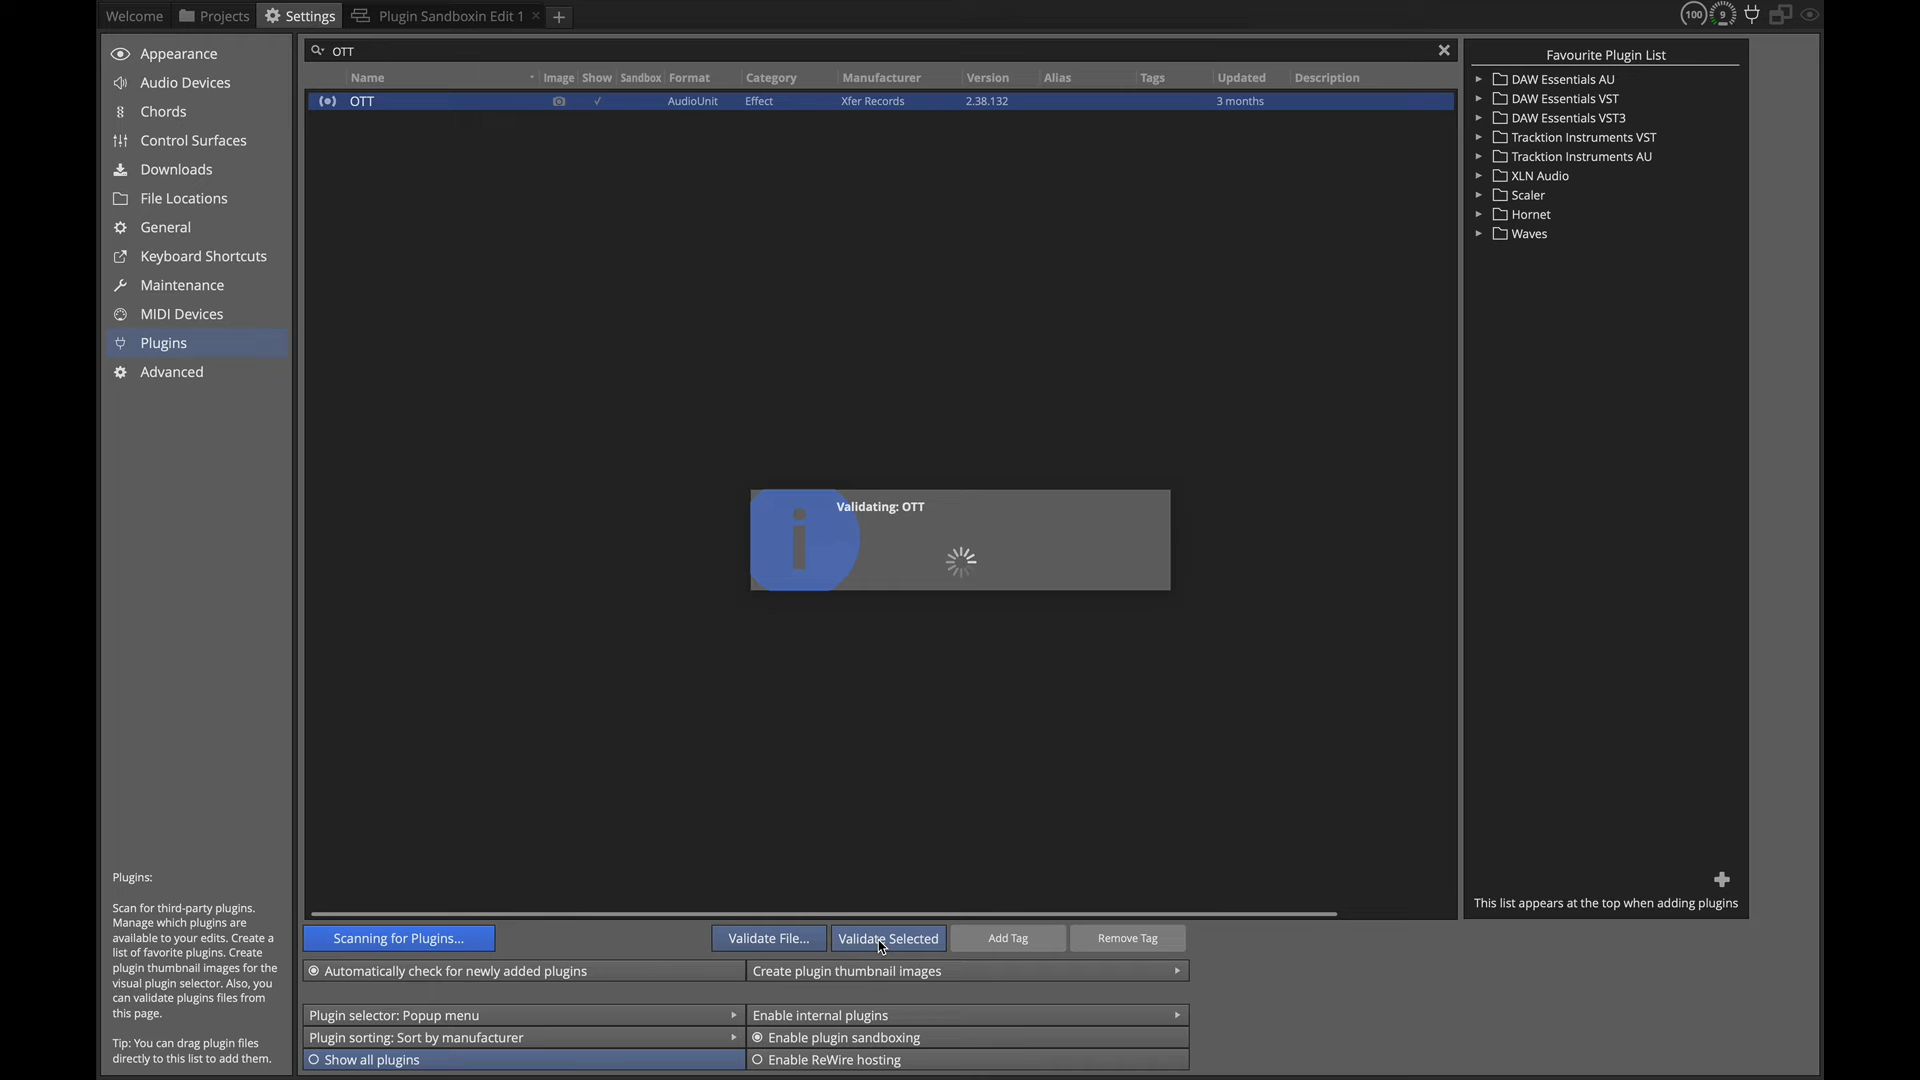 Welcome
Projects
Settings
Plugin Sandboxin Edit 1
100
9
Appearance
Audio Devices
Chords
Control Surfaces
Downloads
File Locations
General
Keyboard Shortcuts
Maintenance
MIDI Devices
Plugins
Advanced
Plugins:
Scan for third-party plugins.
Manage which plugins are
available to your edits. Create a
list of favorite plugins. Create
plugin thumbnail images for the
visual plugin selector. Also, you
can validate plugins files from
this page.
Tip: You can drag plugin files
directly to this list to add them.
OTT
Name Image Show Sandbox Format Category Manufacturer Version Alias Tags Updated Description
OTT AudioUnit Effect Xfer Records 2.38.132 3 months
Validating: OTT
Scanning for Plugins...
Validate File...
Validate Selected
Add Tag
Remove Tag
Automatically check for newly added plugins
Create plugin thumbnail images
Plugin selector: Popup menu
Enable internal plugins
Plugin sorting: Sort by manufacturer
Enable plugin sandboxing
Show all plugins
Enable ReWire hosting
Favourite Plugin List
DAW Essentials AU
DAW Essentials VST
DAW Essentials VST3
Tracktion Instruments VST
Tracktion Instruments AU
XLN Audio
Scaler
Hornet
Waves
This list appears at the top when adding plugins